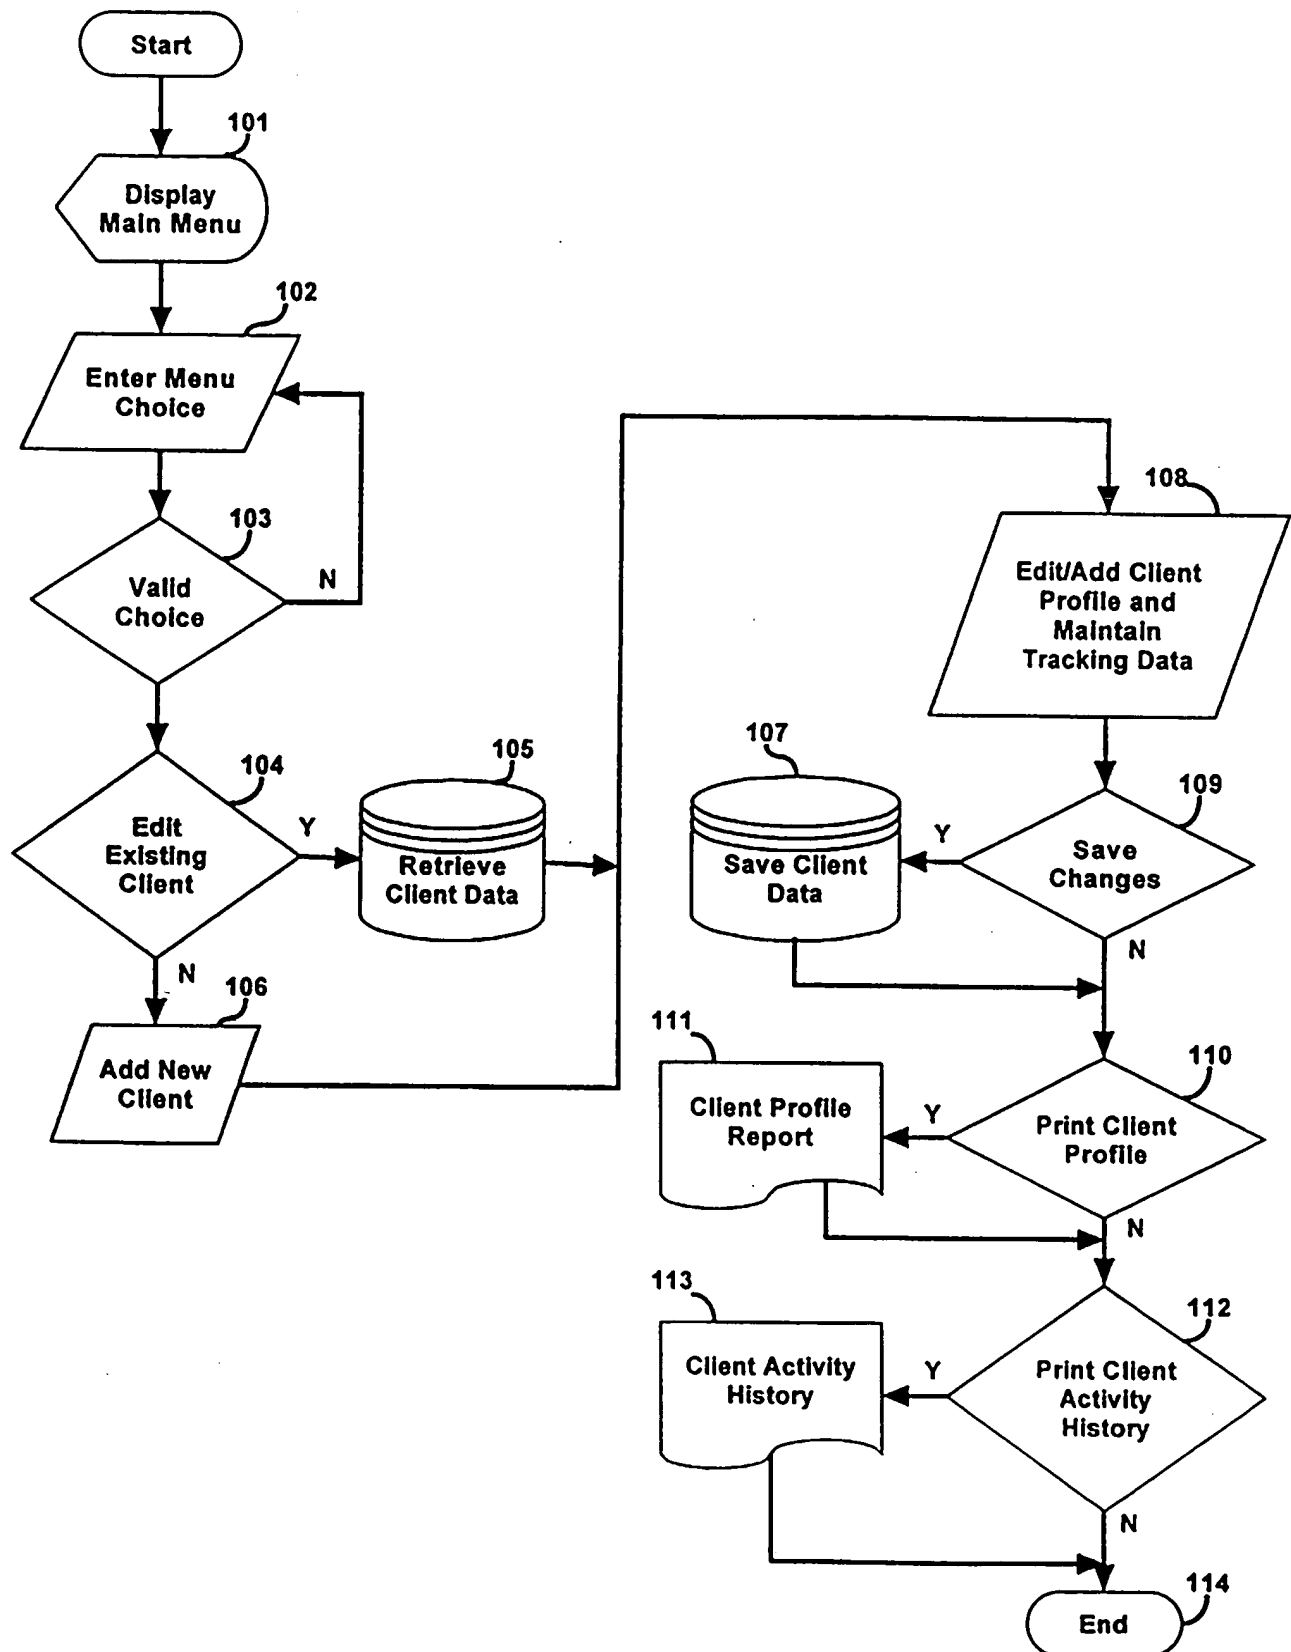 Start
101
Display
Main Menu
102
Enter Menu
Choice
103
Valid
Choice
N
104
Edit
Existing
Client
Y
N
105
Retrieve
Client Data
106
Add New
Client
108
Edit/Add Client
Profile and
Maintain
Tracking Data
107
Save Client
Data
109
Save
Changes
Y
N
111
Client Profile
Report
110
Print Client
Profile
Y
N
113
Client Activity
History
112
Print Client
Activity
History
Y
N
114
End